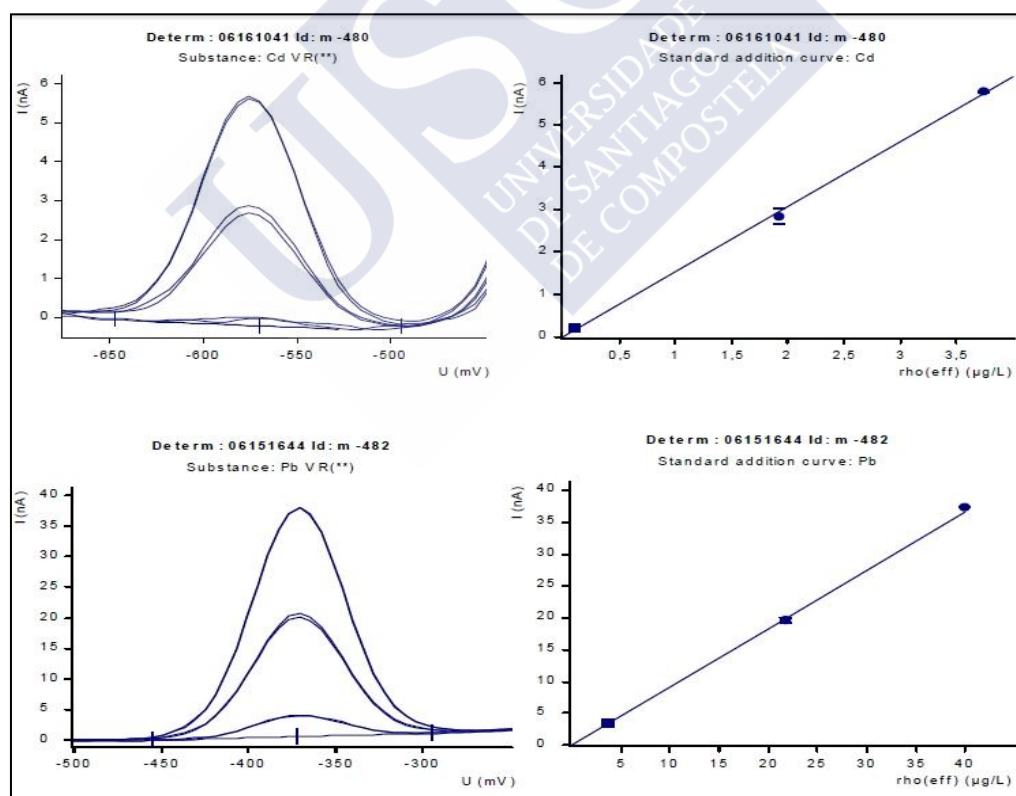 Determ : 06161041 Id: m -480
Substance: Cd VR(**)
I (nA)
6
5
4
3
2
1
0
-650
-600
-550
-500
U (mV)
Determ : 06161041 Id: m -480
Standard addition curve: Cd
I (nA)
6
5
4
3
2
1
0
0,5
1
1,5
2
2,5
3
3,5
rho(eff) (µg/L)
USC
UNIVERSIDADE
DE SANTIAGO
DE COMPOSTELA
Determ : 06151644 Id: m -482
Substance: Pb VR(**)
I (nA)
40
35
30
25
20
15
10
5
0
-500
-450
-400
-350
-300
U (mV)
Determ : 06151644 Id: m -482
Standard addition curve: Pb
I (nA)
40
35
30
25
20
15
10
5
0
5
10
15
20
25
30
35
40
rho(eff) (µg/L)